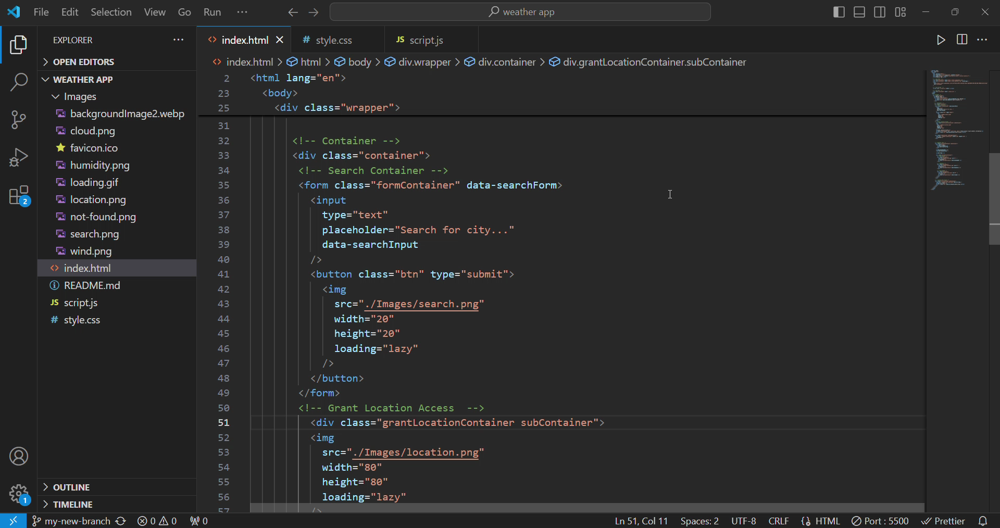 File Edit Selection View Go Run ··· weather app
EXPLORER ···
OPEN EDITORS
WEATHER APP
Images
backgroundImage2.webp
cloud.png
favicon.ico
humidity.png
loading.gif
location.png
not-found.png
search.png
wind.png
index.html
README.md
JS script.js
# style.css
OUTLINE
TIMELINE
2
1
<> index.html # style.css JS script.js ···
<> index.html > html > body > div.wrapper > div.container > div.grantLocationContainer.subContainer
2 <html lang="en">
23 <body>
25 <div class="wrapper">
31
32 <!-- Container -->
33 <div class="container">
34 <!-- Search Container -->
35 <form class="formContainer" data-searchForm>
36 <input
37 type="text"
38 placeholder="Search for city..."
39 data-searchInput
40 />
41 <button class="btn" type="submit">
42 <img
43 src="./Images/search.png"
44 width="20"
45 height="20"
46 loading="lazy"
47 />
48 </button>
49 </form>
50 <!-- Grant Location Access  -->
51 <div class="grantLocationContainer subContainer">
52 <img
53 src="./Images/location.png"
54 width="80"
55 height="80"
56 loading="lazy"
57 />
my-new-branch 0 0 0 Ln 51, Col 11 Spaces: 2 UTF-8 CRLF {} HTML Port : 5500 Prettier